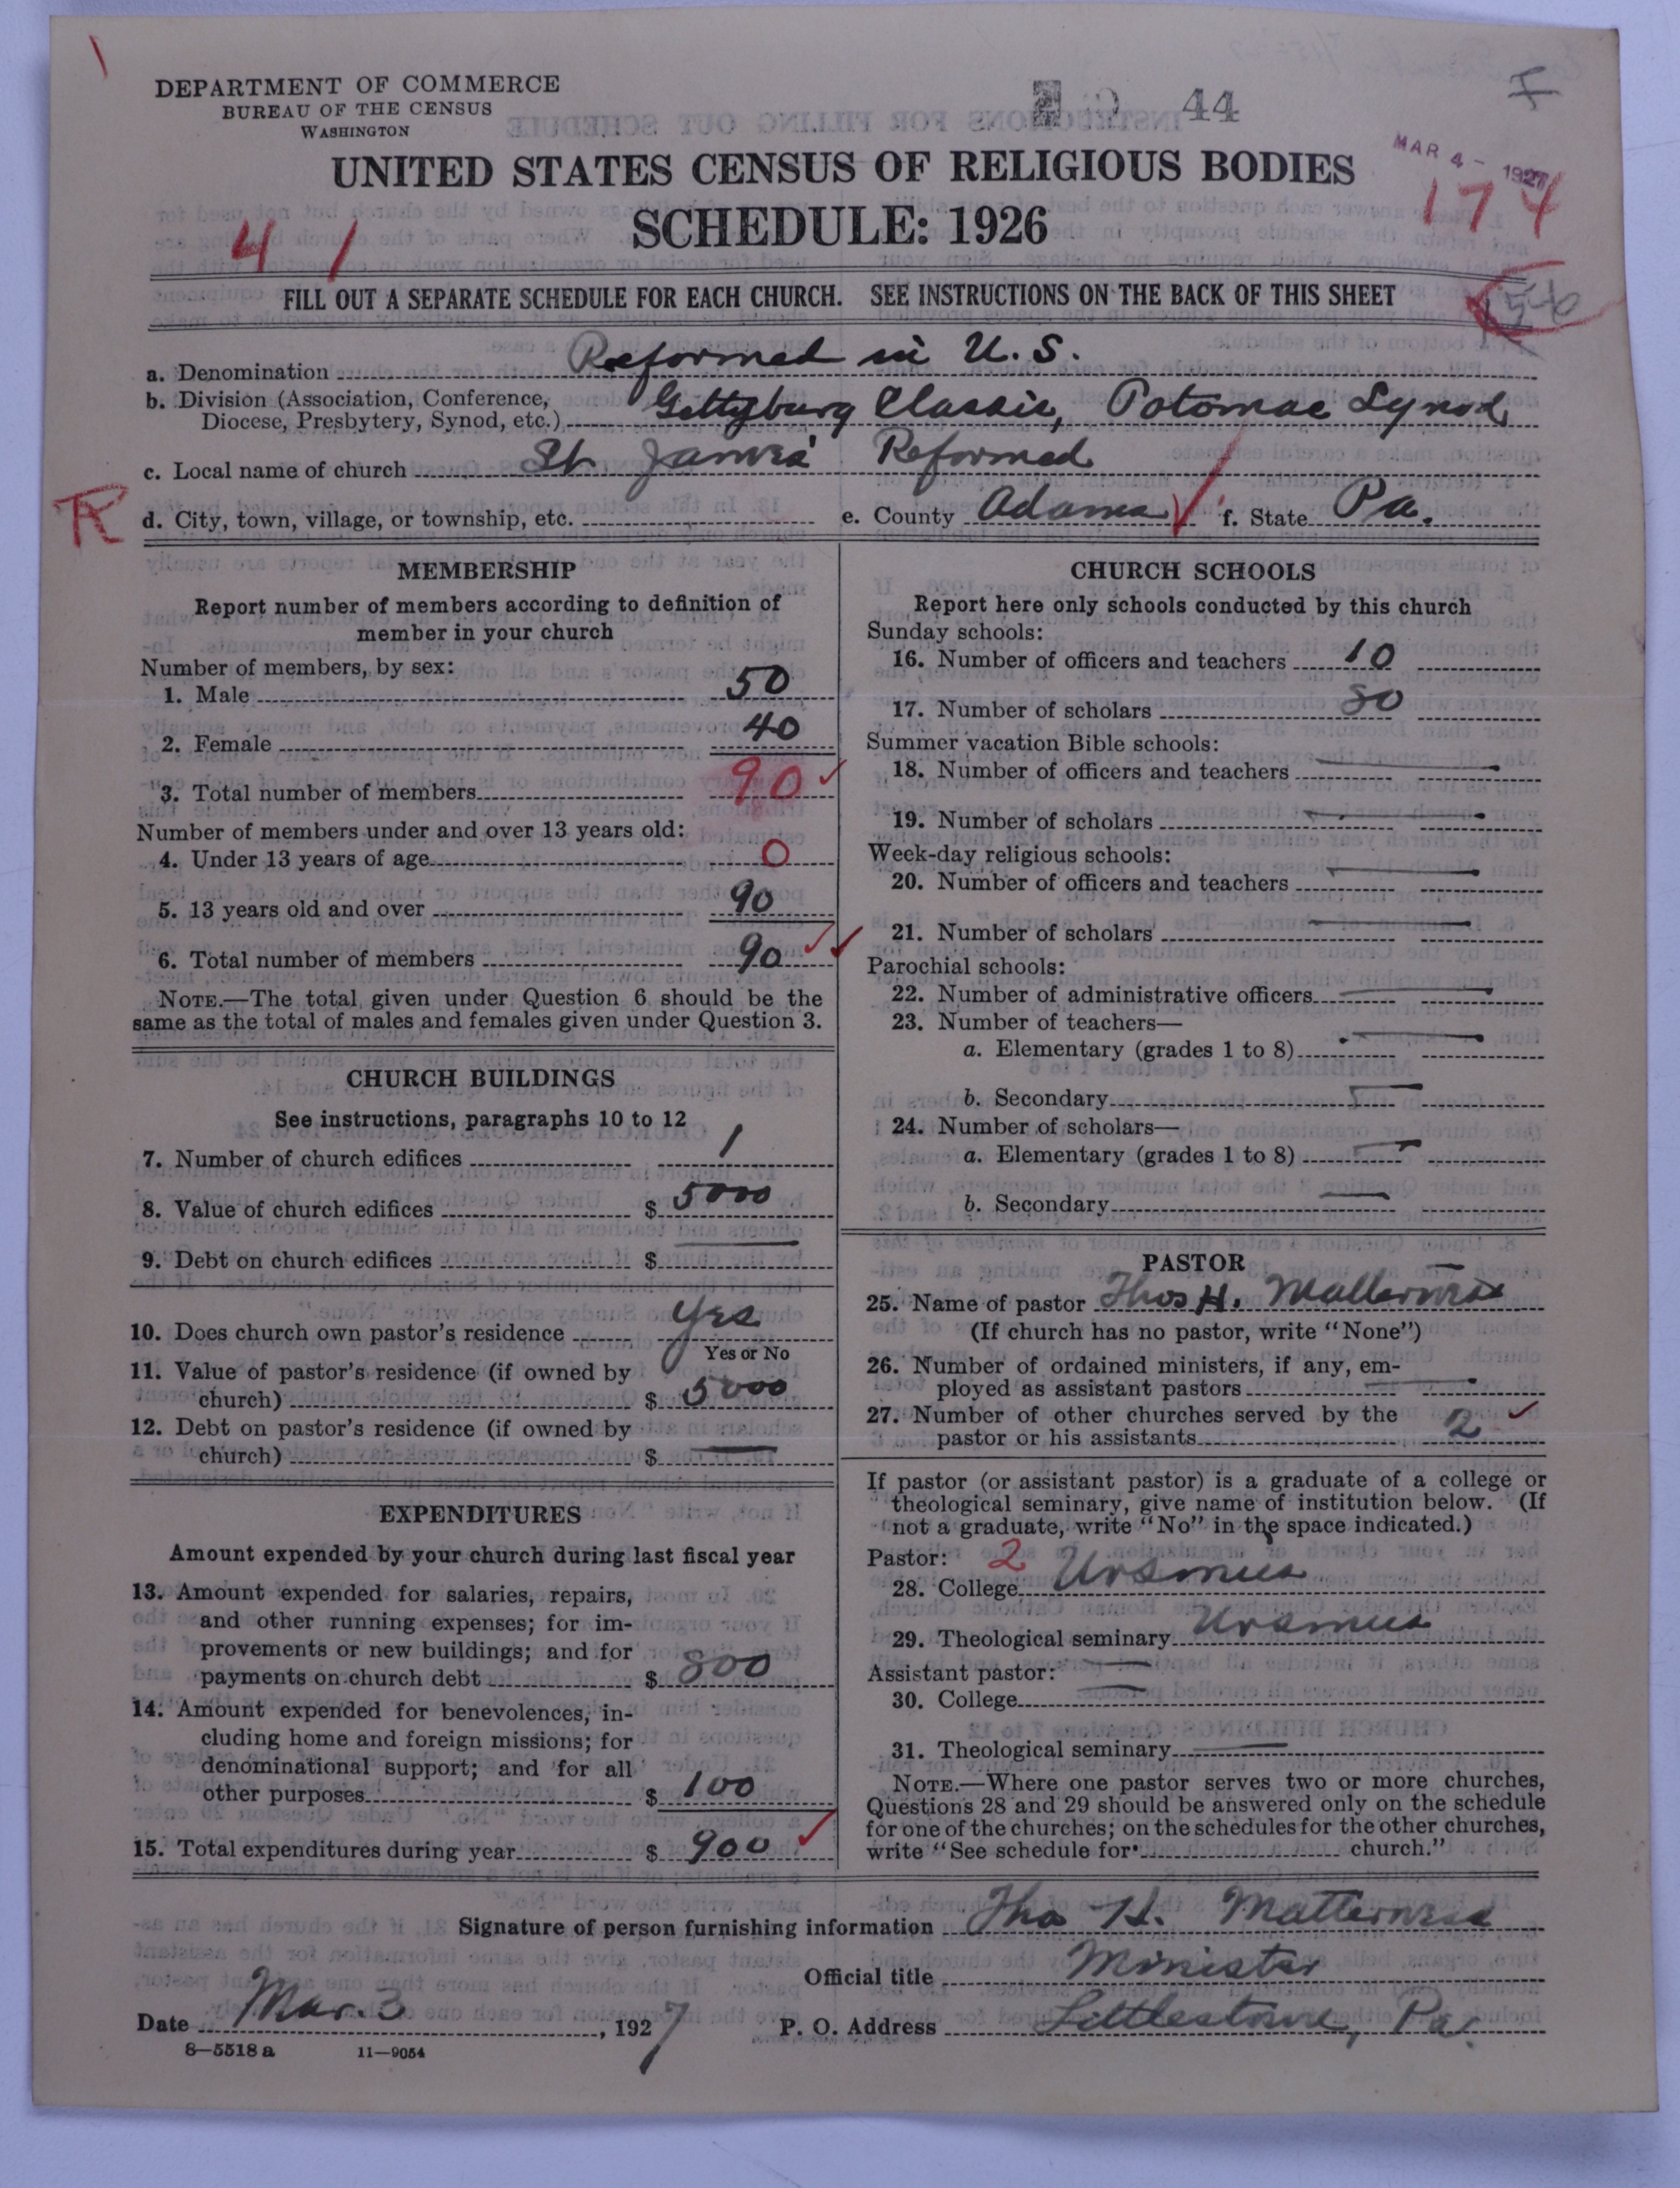 DEPARTMENT OF COMMERCE
BUREAU OF THE CENSUS
WASHINGTON
44
MAR 4 - 1927
UNITED STATES CENSUS OF RELIGIOUS BODIES
174
SCHEDULE: 1926
4 1
FILL OUT A SEPARATE SCHEDULE FOR EACH CHURCH. SEE INSTRUCTIONS ON THE BACK OF THIS SHEET
a. Denomination Reformed in U.S.
b. Division (Association, Conference, Diocese, Presbytery, Synod, etc.) Gettysburg Classis, Potomac Synod
c. Local name of church St James' Reformed
R
d. City, town, village, or township, etc.
e. County Adams f. State Pa.
MEMBERSHIP
Report number of members according to definition of
member in your church
Number of members, by sex:
1. Male 50
2. Female 40
3. Total number of members 90
Number of members under and over 13 years old:
4. Under 13 years of age 0
5. 13 years old and over 90
6. Total number of members 90
NOTE.—The total given under Question 6 should be the
same as the total of males and females given under Question 3.
CHURCH BUILDINGS
See instructions, paragraphs 10 to 12
7. Number of church edifices 1
8. Value of church edifices $ 5000
9. Debt on church edifices $ —
10. Does church own pastor's residence Yes
Yes or No
11. Value of pastor's residence (if owned by
church) $ 5000
12. Debt on pastor's residence (if owned by
church) $ —
EXPENDITURES
Amount expended by your church during last fiscal year
13. Amount expended for salaries, repairs,
and other running expenses; for im-
provements or new buildings; and for
payments on church debt $ 800
14. Amount expended for benevolences, in-
cluding home and foreign missions; for
denominational support; and for all
other purposes $ 100
15. Total expenditures during year $ 900
CHURCH SCHOOLS
Report here only schools conducted by this church
Sunday schools:
16. Number of officers and teachers 10
17. Number of scholars 80
Summer vacation Bible schools:
18. Number of officers and teachers —
19. Number of scholars —
Week-day religious schools:
20. Number of officers and teachers —
21. Number of scholars —
Parochial schools:
22. Number of administrative officers —
23. Number of teachers—
a. Elementary (grades 1 to 8) —
b. Secondary —
24. Number of scholars—
a. Elementary (grades 1 to 8) —
b. Secondary —
PASTOR
25. Name of pastor Thos H. Matterness
(If church has no pastor, write "None")
26. Number of ordained ministers, if any, em-
ployed as assistant pastors —
27. Number of other churches served by the
pastor or his assistants 2
If pastor (or assistant pastor) is a graduate of a college or
theological seminary, give name of institution below. (If
not a graduate, write "No" in the space indicated.)
Pastor: 2
28. College Ursinus
29. Theological seminary Ursinus
Assistant pastor: —
30. College —
31. Theological seminary —
NOTE.—Where one pastor serves two or more churches,
Questions 28 and 29 should be answered only on the schedule
for one of the churches; on the schedules for the other churches,
write "See schedule for church."
Signature of person furnishing information Tho H. Matterness
Official title Minister
Date Mar. 3, 1927 P. O. Address Littlestown, Pa.
8—5518 a 11—9054